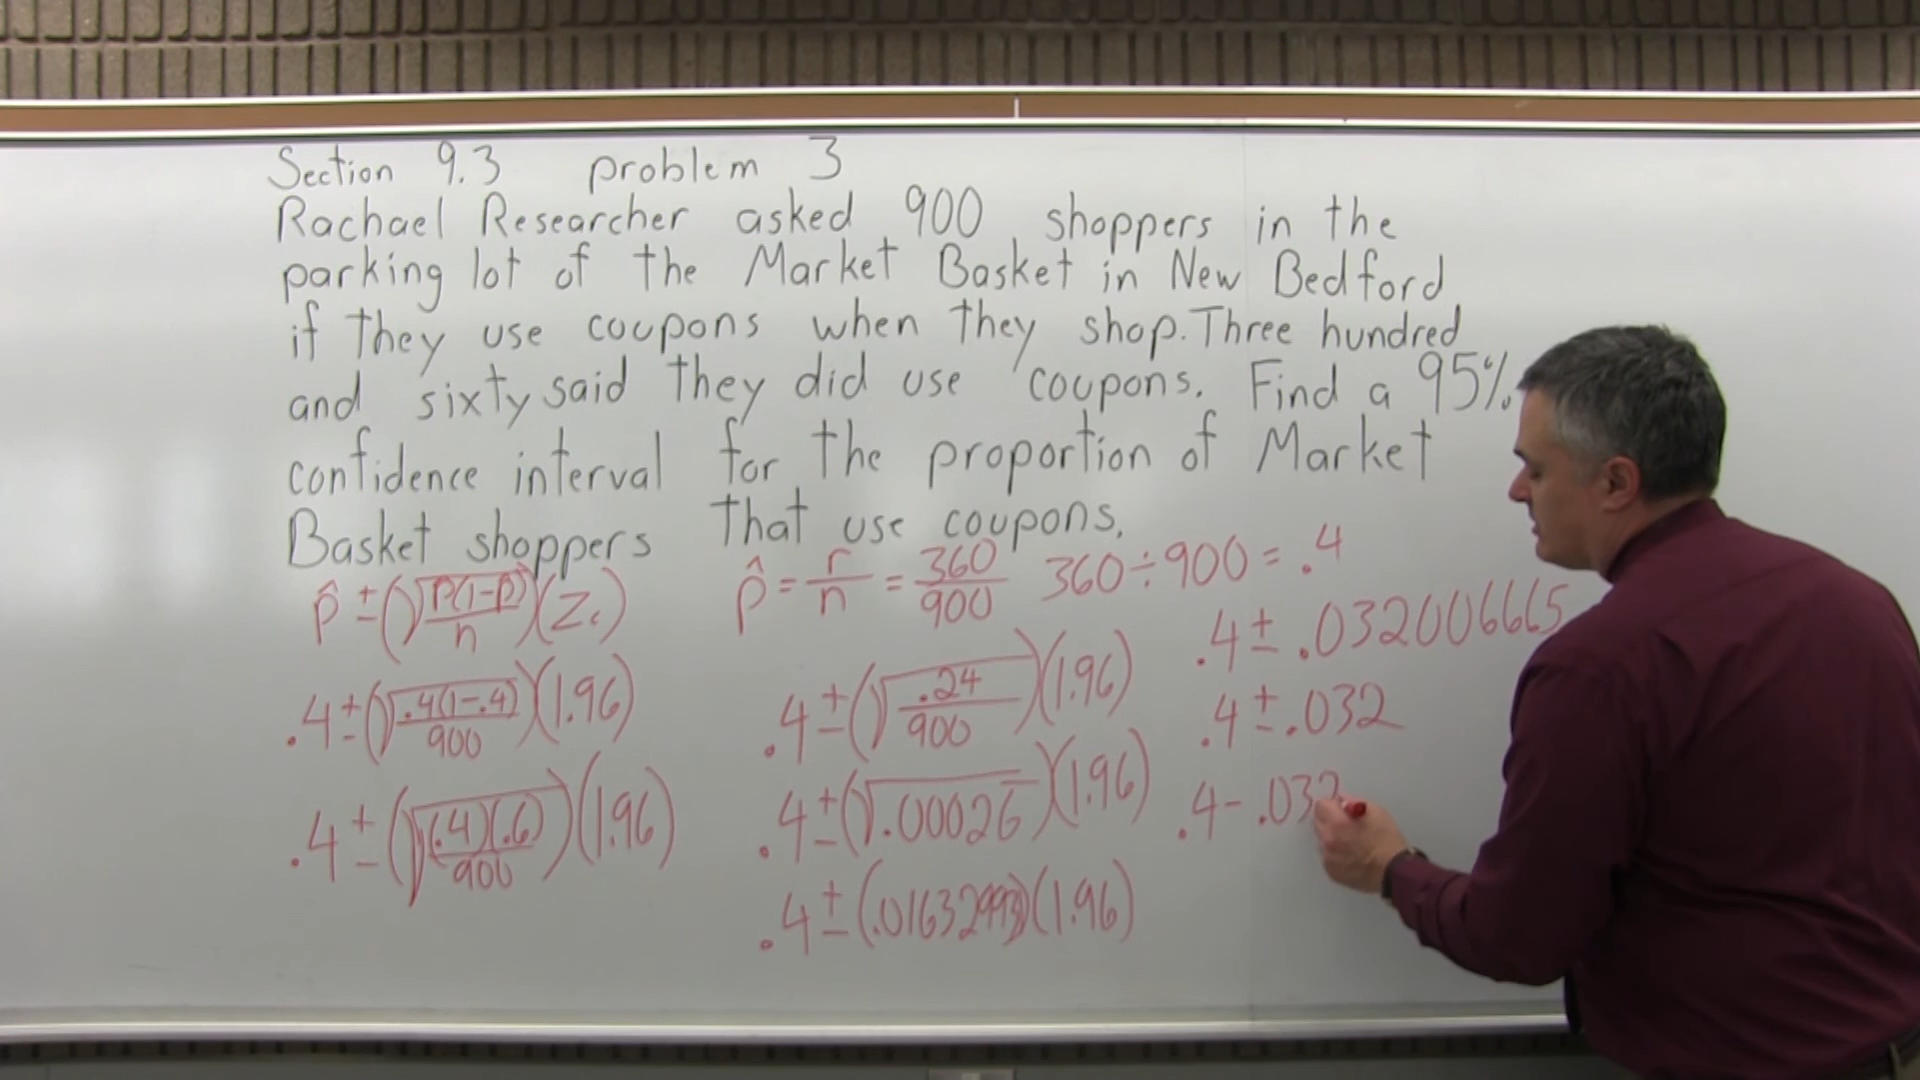 Section 9.3 problem 3
Rachael Researcher asked 900 shoppers in the
parking lot of the Market Basket in New Bedford
if they use coupons when they shop. Three hundred
and sixty said they did use coupons. Find a 95%
confidence interval for the proportion of Market
Basket shoppers that use coupons.
p̂ ± (√(p(1-p)/n))(Zc)
.4 ± (√(.4(1-.4)/900))(1.96)
.4 ± (√((.4)(.6)/900))(1.96)
p̂ = r/n = 360/900 360 ÷ 900 = .4
.4 ± (√(.24/900))(1.96)
.4 ± (√.00026̅)(1.96)
.4 ± (.01632993)(1.96)
.4 ± .032006665
.4 ± .032
.4 - .032